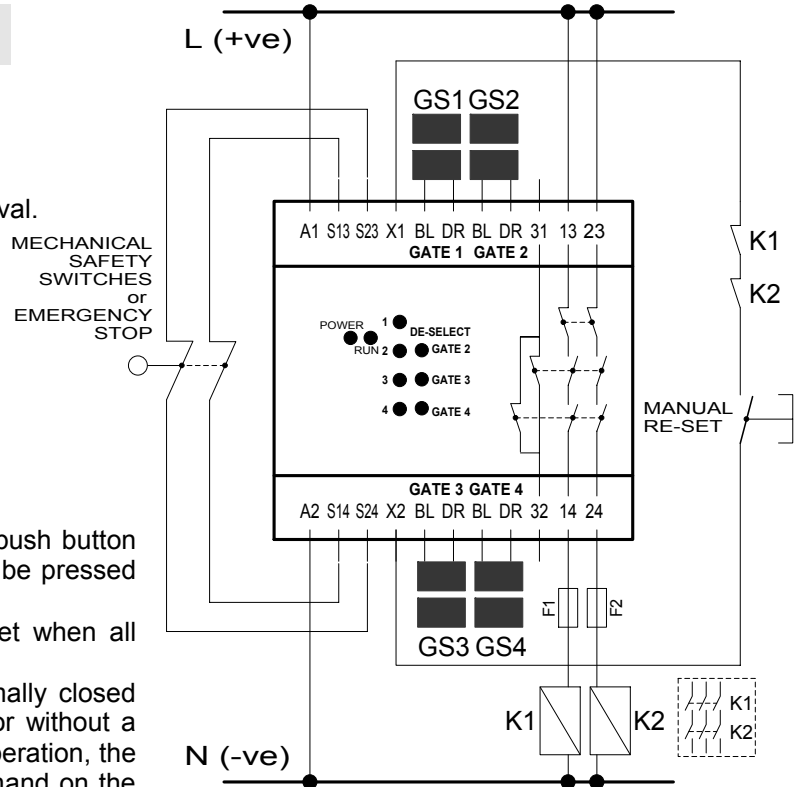 L (+ve)
GS1 GS2
val.
MECHANICAL
SAFETY
SWITCHES
or
EMERGENCY
STOP
A1 S13 S23 X1 BL DR BL DR 31 13 23
GATE 1 GATE 2
K1
K2
POWER
RUN
1
DE-SELECT
2 GATE 2
3 GATE 3
4 GATE 4
MANUAL
RE-SET
GATE 3 GATE 4
A2 S14 S24 X2 BL DR BL DR 32 14 24
push button
be pressed
et when all
nally closed
or without a
peration, the
mand on the
GS3 GS4
F1
F2
K1
K2
K1
K2
N (-ve)